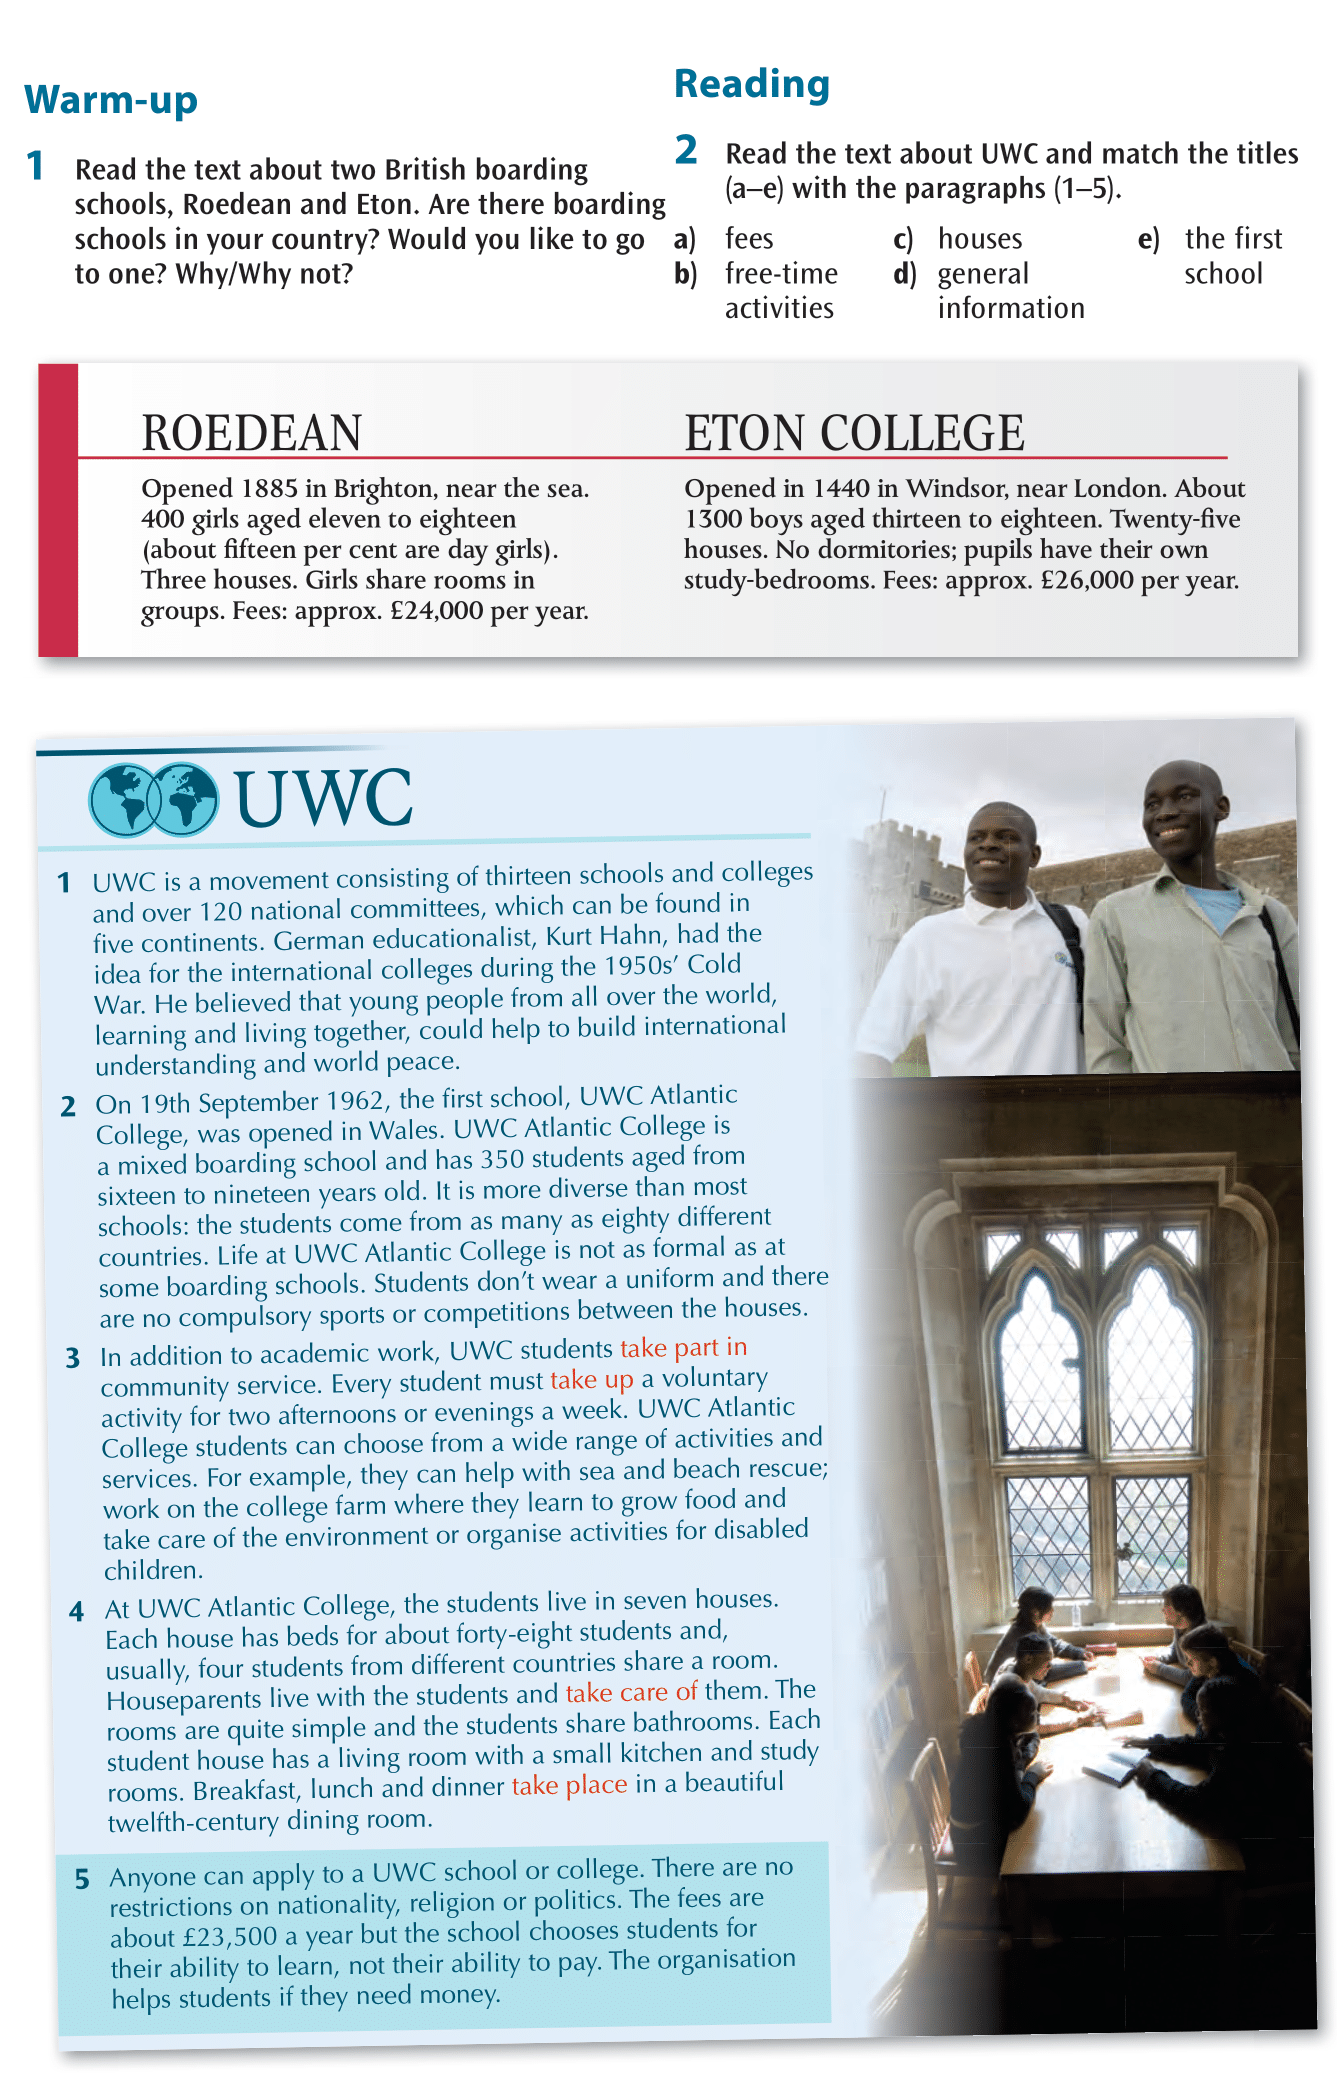 Warm-up
1 Read the text about two British boarding
schools, Roedean and Eton. Are there boarding
schools in your country? Would you like to go
to one? Why/Why not?
Reading
2 Read the text about UWC and match the titles
(a–e) with the paragraphs (1–5).
a) fees
b) free-time
activities
c) houses
d) general
information
e) the first
school
ROEDEAN
Opened 1885 in Brighton, near the sea.
400 girls aged eleven to eighteen
(about fifteen per cent are day girls).
Three houses. Girls share rooms in
groups. Fees: approx. £24,000 per year.
ETON COLLEGE
Opened in 1440 in Windsor, near London. About
1300 boys aged thirteen to eighteen. Twenty-five
houses. No dormitories; pupils have their own
study-bedrooms. Fees: approx. £26,000 per year.
UWC
1 UWC is a movement consisting of thirteen schools and colleges
and over 120 national committees, which can be found in
five continents. German educationalist, Kurt Hahn, had the
idea for the international colleges during the 1950s’ Cold
War. He believed that young people from all over the world,
learning and living together, could help to build international
understanding and world peace.
2 On 19th September 1962, the first school, UWC Atlantic
College, was opened in Wales. UWC Atlantic College is
a mixed boarding school and has 350 students aged from
sixteen to nineteen years old. It is more diverse than most
schools: the students come from as many as eighty different
countries. Life at UWC Atlantic College is not as formal as at
some boarding schools. Students don’t wear a uniform and there
are no compulsory sports or competitions between the houses.
3 In addition to academic work, UWC students take part in
community service. Every student must take up a voluntary
activity for two afternoons or evenings a week. UWC Atlantic
College students can choose from a wide range of activities and
services. For example, they can help with sea and beach rescue;
work on the college farm where they learn to grow food and
take care of the environment or organise activities for disabled
children.
4 At UWC Atlantic College, the students live in seven houses.
Each house has beds for about forty-eight students and,
usually, four students from different countries share a room.
Houseparents live with the students and take care of them. The
rooms are quite simple and the students share bathrooms. Each
student house has a living room with a small kitchen and study
rooms. Breakfast, lunch and dinner take place in a beautiful
twelfth-century dining room.
5 Anyone can apply to a UWC school or college. There are no
restrictions on nationality, religion or politics. The fees are
about £23,500 a year but the school chooses students for
their ability to learn, not their ability to pay. The organisation
helps students if they need money.